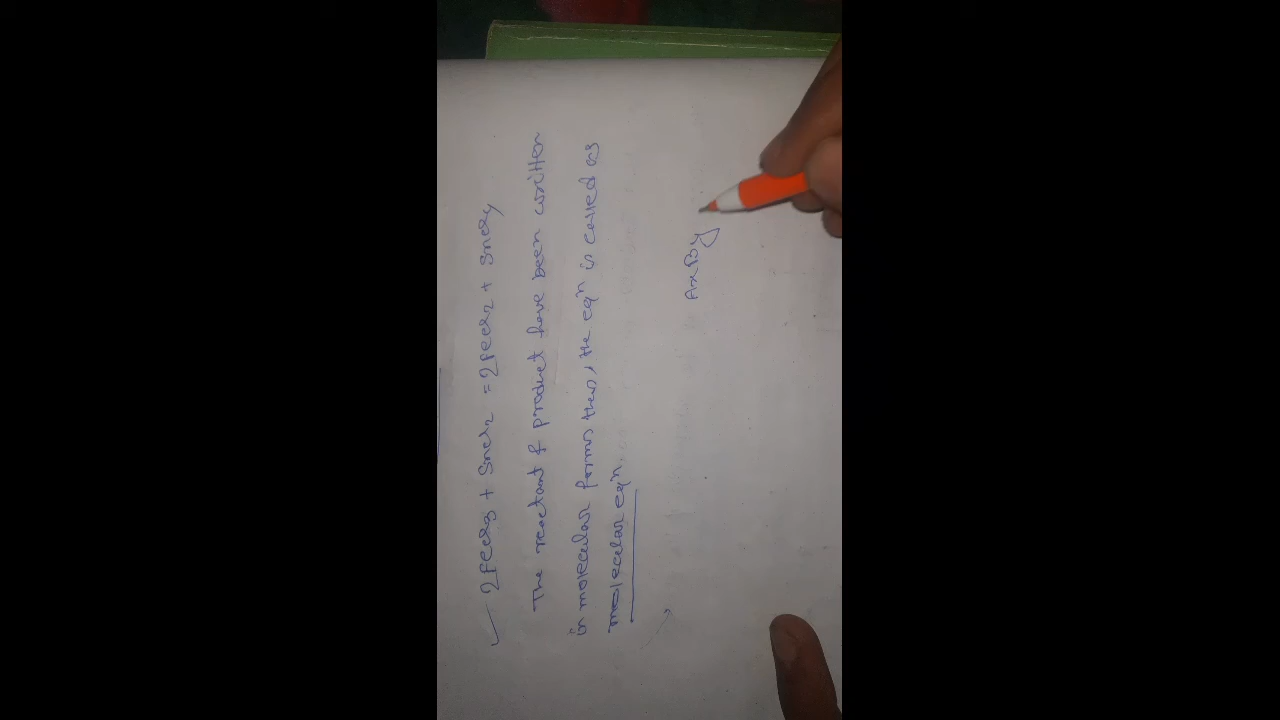 2FeCl3 + SnCl2 = 2FeCl2 + SnCl4
The reactant & product have been written
in molecular forms then, the eqn is called as
molecular eqn.
AxBy